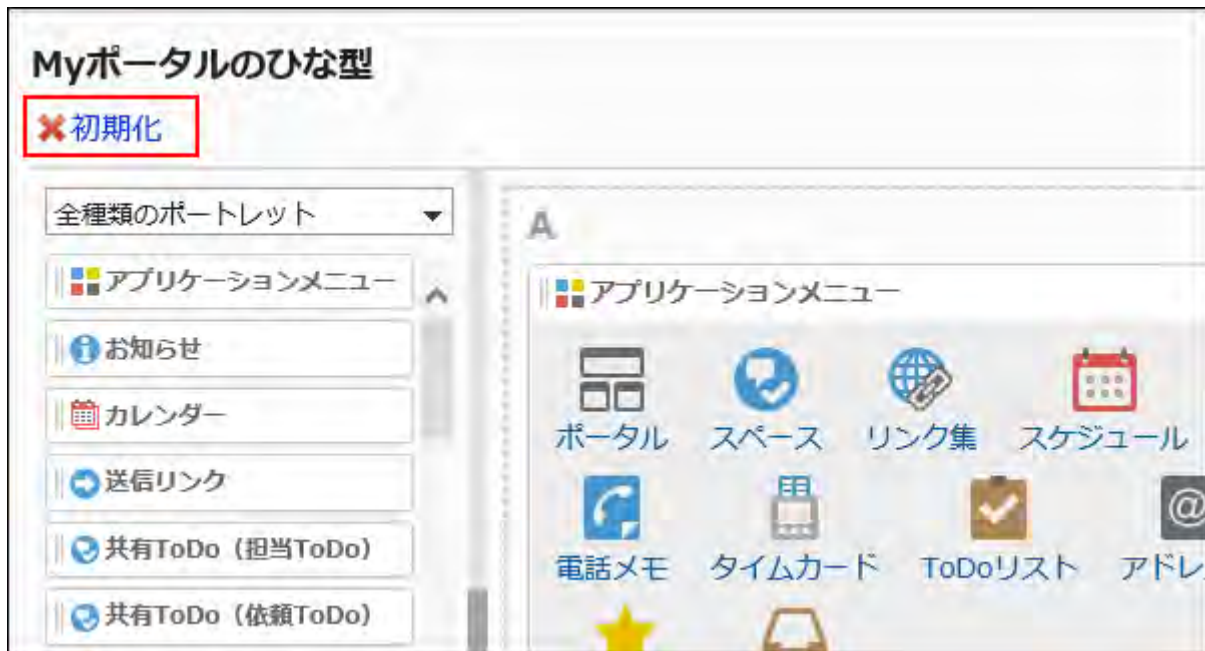 Myポータルのひな型
初期化
全種類のポートレット
アプリケーションメニュー
お知らせ
カレンダー
送信リンク
共有ToDo（担当ToDo）
共有ToDo（依頼ToDo）
A
アプリケーションメニュー
ポータル スペース リンク集 スケジュール
@
電話メモ タイムカード ToDoリスト アドレ